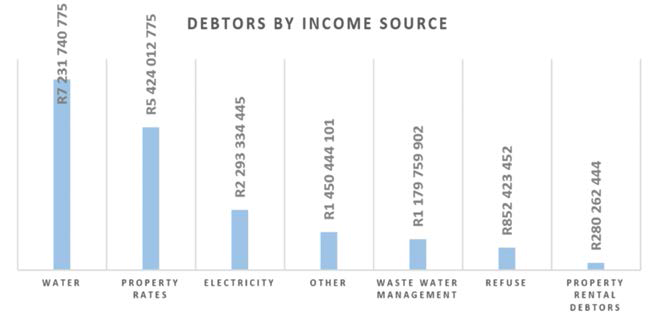 DEBTORS BY INCOME SOURCE
R7 231 740 775
R5 424 012 775
R2 293 334 445
R1 450 444 101
R1 179 759 902
R852 423 452
R280 262 444
WATER
PROPERTY
RATES
ELECTRICITY
OTHER
WASTE WATER
MANAGEMENT
REFUSE
PROPERTY
RENTAL
DEBTORS